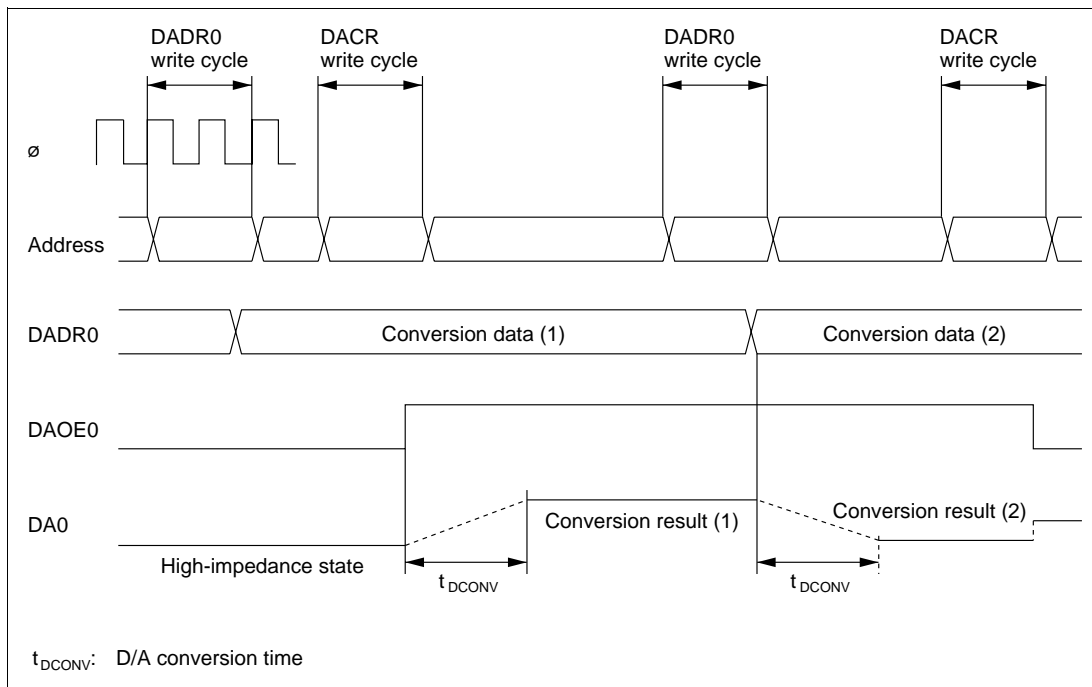 DADR0
write cycle
DACR
write cycle
DADR0
write cycle
DACR
write cycle
ø
Address
DADR0
Conversion data (1)
Conversion data (2)
DAOE0
DA0
Conversion result (1)
Conversion result (2)
High-impedance state
t DCONV
t DCONV
tDCONV: D/A conversion time